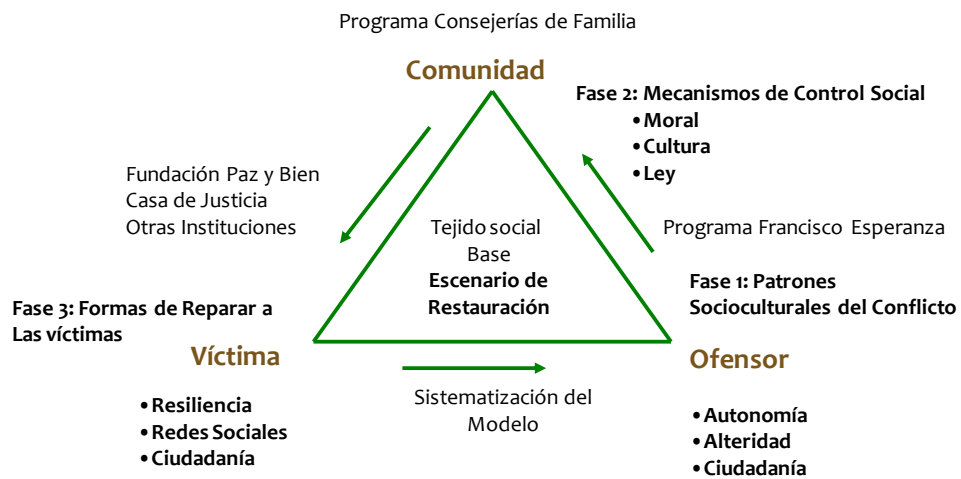 Programa Consejerías de Familia
Comunidad
Fase 2: Mecanismos de Control Social
•Moral
•Cultura
•Ley
Fundación Paz y Bien
Casa de Justicia
Otras Instituciones
Tejido social
Base
Escenario de
Restauración
Programa Francisco Esperanza
Fase 1: Patrones
Socioculturales del Conflicto
Fase 3: Formas de Reparar a
Las víctimas
Víctima
Ofensor
Sistematización del
Modelo
•Resiliencia
•Redes Sociales
•Ciudadanía
•Autonomía
•Alteridad
•Ciudadanía